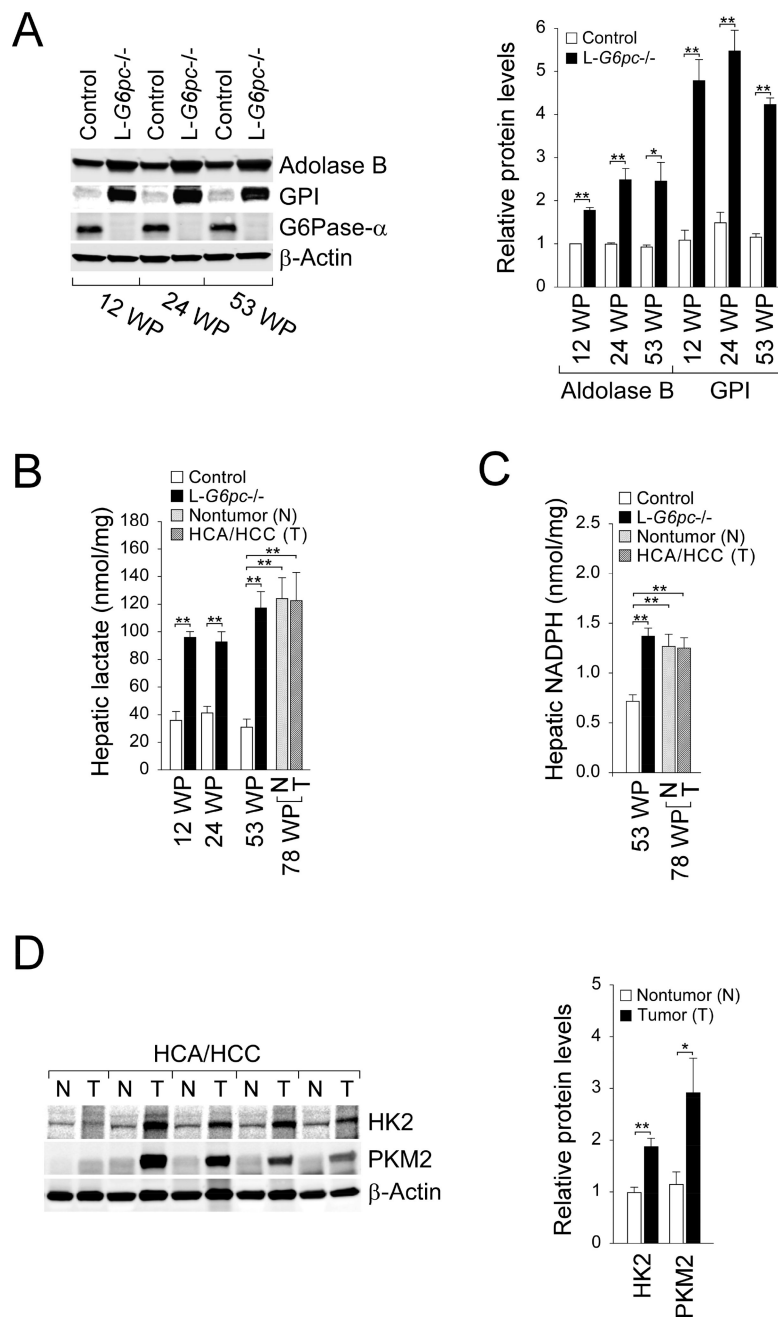 A
Control
L-G6pc-/-
Control
L-G6pc-/-
Control
L-G6pc-/-
Adolase B
GPI
G6Pase-α
β-Actin
12 WP
24 WP
53 WP
Relative protein levels
6
5
4
3
2
1
0
Control
L-G6pc-/-
**
**
*
**
**
**
12 WP
24 WP
53 WP
12 WP
24 WP
53 WP
Aldolase B
GPI
B
Control
L-G6pc-/-
Nontumor (N)
HCA/HCC (T)
Hepatic lactate (nmol/mg)
180
160
140
120
100
80
60
40
20
0
**
**
**
**
**
12 WP
24 WP
53 WP
N
T
78 WP
C
Control
L-G6pc-/-
Nontumor (N)
HCA/HCC (T)
Hepatic NADPH (nmol/mg)
2.5
2.0
1.5
1.0
0.5
0.0
**
**
**
53 WP
N
T
78 WP
D
HCA/HCC
N T N T N T N T N T
HK2
PKM2
β-Actin
Relative protein levels
5
4
3
2
1
0
Nontumor (N)
Tumor (T)
**
*
HK2
PKM2